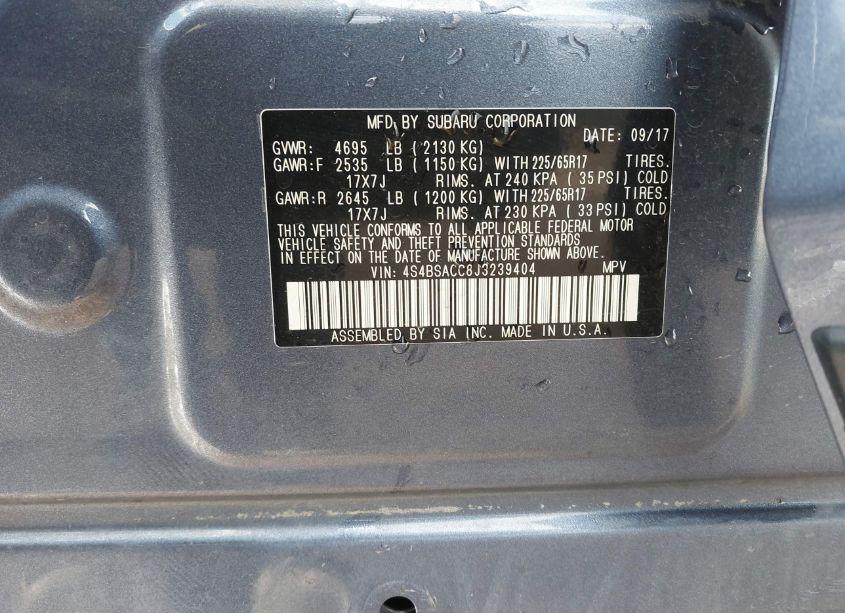 MFD BY SUBARU CORPORATION
DATE: 09/17
GVWR: 4695 LB ( 2130 KG)
GAWR:F 2535 LB ( 1150 KG) WITH 225/65R17 TIRES.
17X7J RIMS. AT 240 KPA ( 35 PSI) COLD
GAWR:R 2645 LB ( 1200 KG) WITH 225/65R17 TIRES.
17X7J RIMS. AT 230 KPA ( 33 PSI) COLD
THIS VEHICLE CONFORMS TO ALL APPLICABLE FEDERAL MOTOR
VEHICLE SAFETY AND THEFT PREVENTION STANDARDS
IN EFFECT ON THE DATE OF MANUFACTURE SHOWN ABOVE.
VIN: 4S4BSACC8J3239404 MPV
ASSEMBLED BY SIA INC. MADE IN U.S.A.